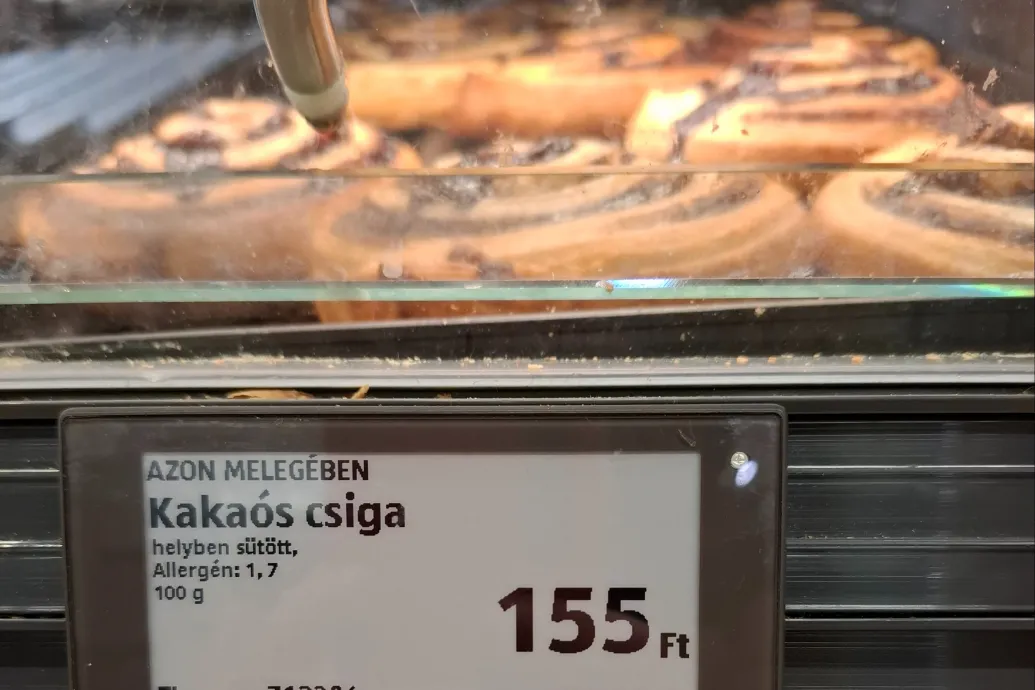 AZON MELEGÉBEN
Kakaós csiga
helyben sütött,
Allergén: 1,7
100 g
155 Ft